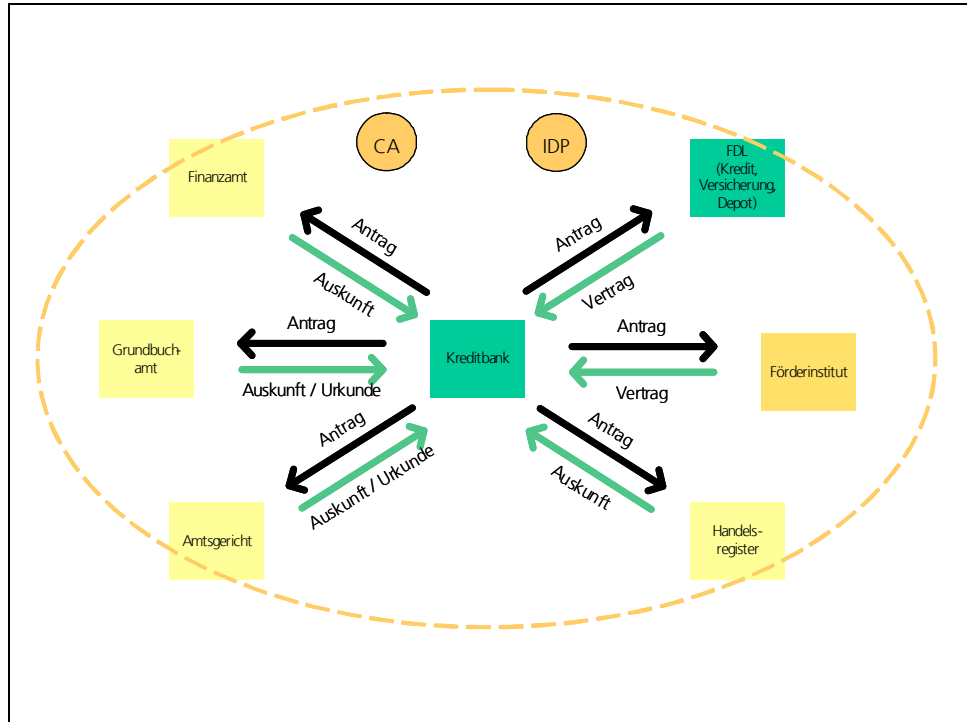 CA
IDP
Finanzamt
FDL
(Kredit,
Versicherung,
Depot)
Antrag
Auskunft
Antrag
Vertrag
Grundbuch-
amt
Antrag
Auskunft / Urkunde
Kreditbank
Antrag
Vertrag
Förderinstitut
Antrag
Auskunft / Urkunde
Antrag
Auskunft
Amtsgericht
Handels-
register